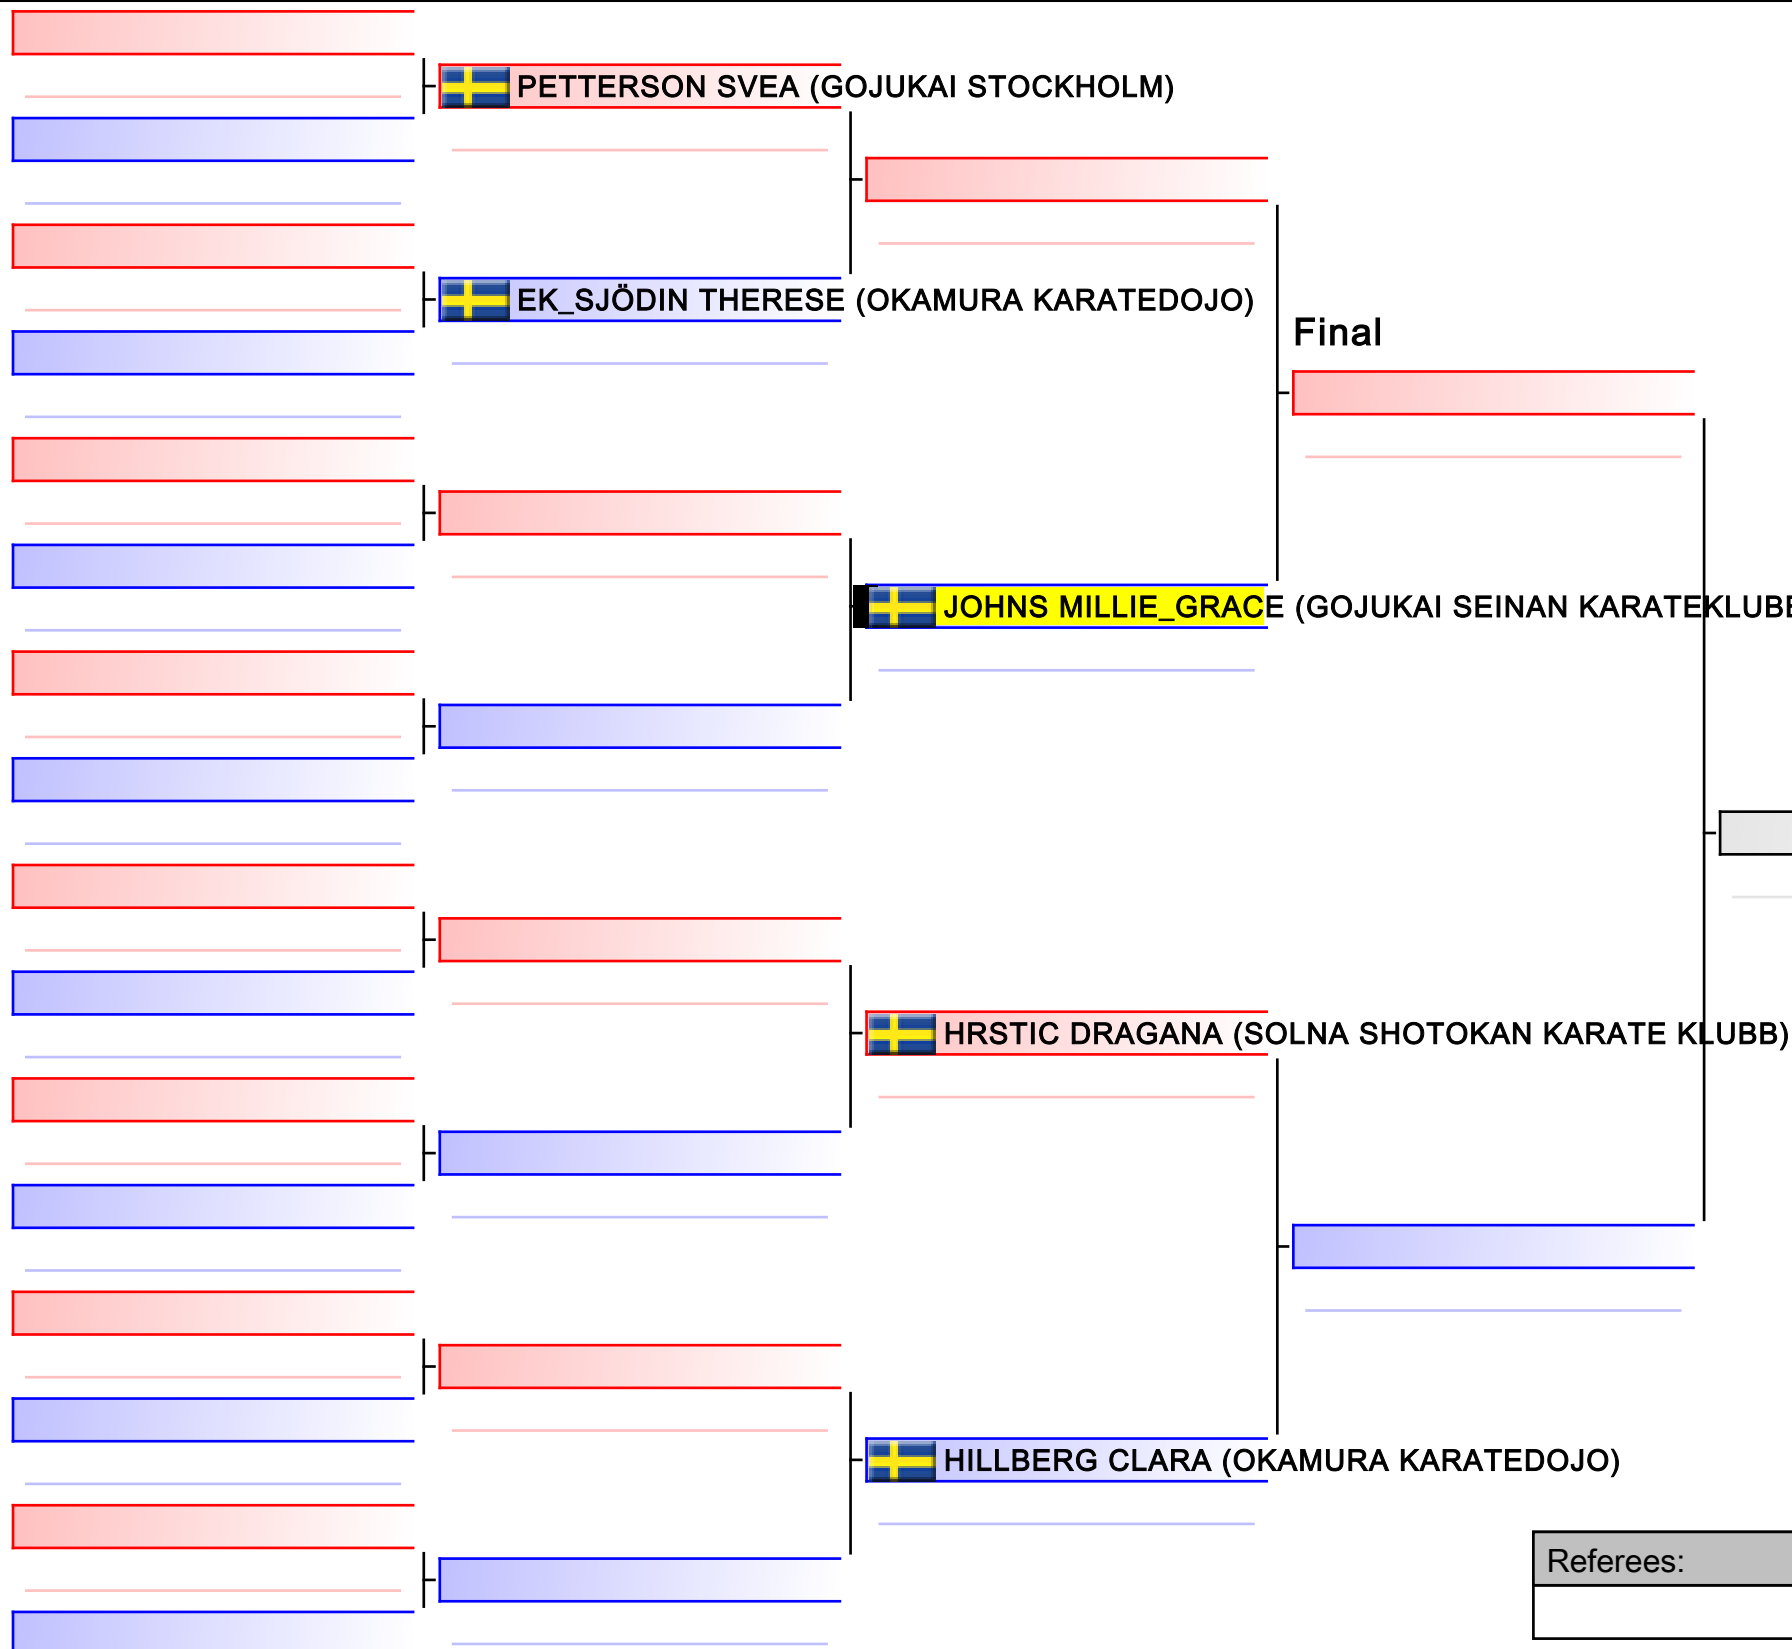 PETTERSON SVEA (GOJUKAI STOCKHOLM)
EK_SJÖDIN THERESE (OKAMURA KARATEDOJO)
Final
JOHNS MILLIE_GRACE (GOJUKAI SEINAN KARATEKLUBB
HRSTIC DRAGANA (SOLNA SHOTOKAN KARATE KLUBB)
HILLBERG CLARA (OKAMURA KARATEDOJO)
Referees: